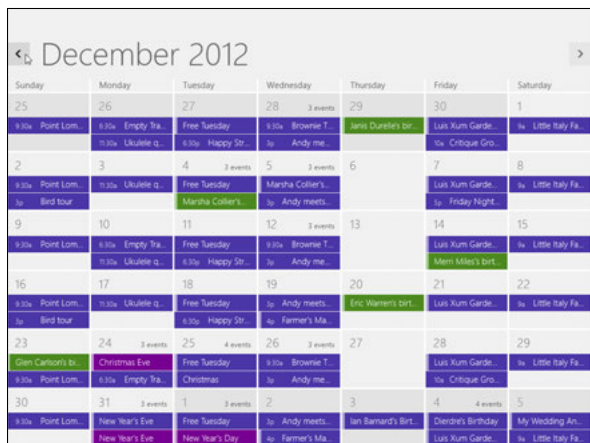 December 2012
Sunday Monday Tuesday Wednesday Thursday Friday Saturday
25 26 27 28 3 events 29 30 1
9:30a Point Lom... 6:30a Empty Tra... Free Tuesday 9:30a Brownie T... Janis Durelle's bir... Luis Xum Garde... 9a Little Italy Fa...
11:30a Ukulele q... 6:30p Happy Str... 3p Andy me... 10a Critique Gro...
2 3 4 3 events 5 3 events 6 7 8
9:30a Point Lom... 11:30a Ukulele q... Free Tuesday Marsha Collier's... Luis Xum Garde... 9a Little Italy Fa...
3p Bird tour Marsha Collier's... 3p Andy meets... 5p Friday Night...
9 10 11 12 3 events 13 14 15
9:30a Point Lom... 6:30a Empty Tra... Free Tuesday 9:30a Brownie T... Luis Xum Garde... 9a Little Italy Fa...
11:30a Ukulele q... 6:30p Happy Str... 3p Andy me... Merri Miles's birt...
16 17 18 19 20 21 22
9:30a Point Lom... 11:30a Ukulele q... Free Tuesday 3p Andy meets... Eric Warren's birt... Luis Xum Garde... 9a Little Italy Fa...
3p Bird tour 6:30p Happy Str... 4p Farmer's Ma...
23 24 3 events 25 4 events 26 3 events 27 28 29
Glen Carlson's bi... Christmas Eve Free Tuesday 9:30a Brownie T... Luis Xum Garde... 9a Little Italy Fa...
9:30a Point Lom... 6:30a Empty Tra... Christmas 3p Andy me... 10a Critique Gro...
30 31 3 events 1 3 events 2 3 4 4 events 5
9:30a Point Lom... New Year's Eve Free Tuesday 3p Andy meets... Ian Barnard's Birt... Dierdre's Birthday My Wedding An...
New Year's Eve New Year's Day 4p Farmer's Ma... Luis Xum Garde... 9a Little Italy Fa...